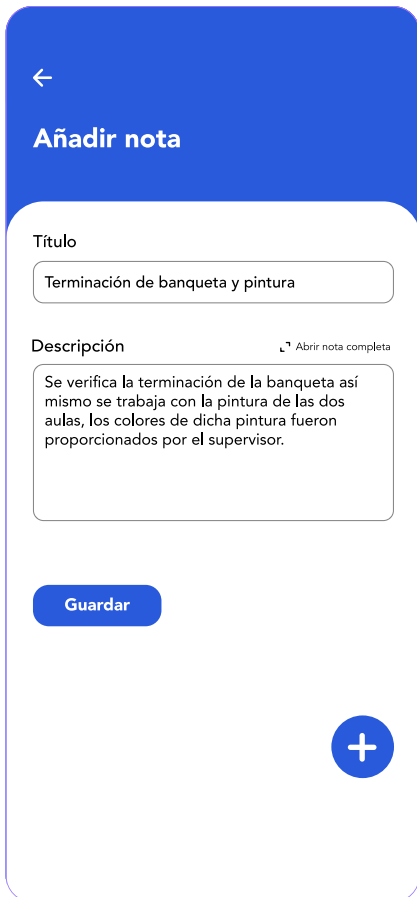 Añadir nota
Título
Terminación de banqueta y pintura
Descripción
Abrir nota completa
Se verifica la terminación de la banqueta así
mismo se trabaja con la pintura de las dos
aulas, los colores de dicha pintura fueron
proporcionados por el supervisor.
Guardar